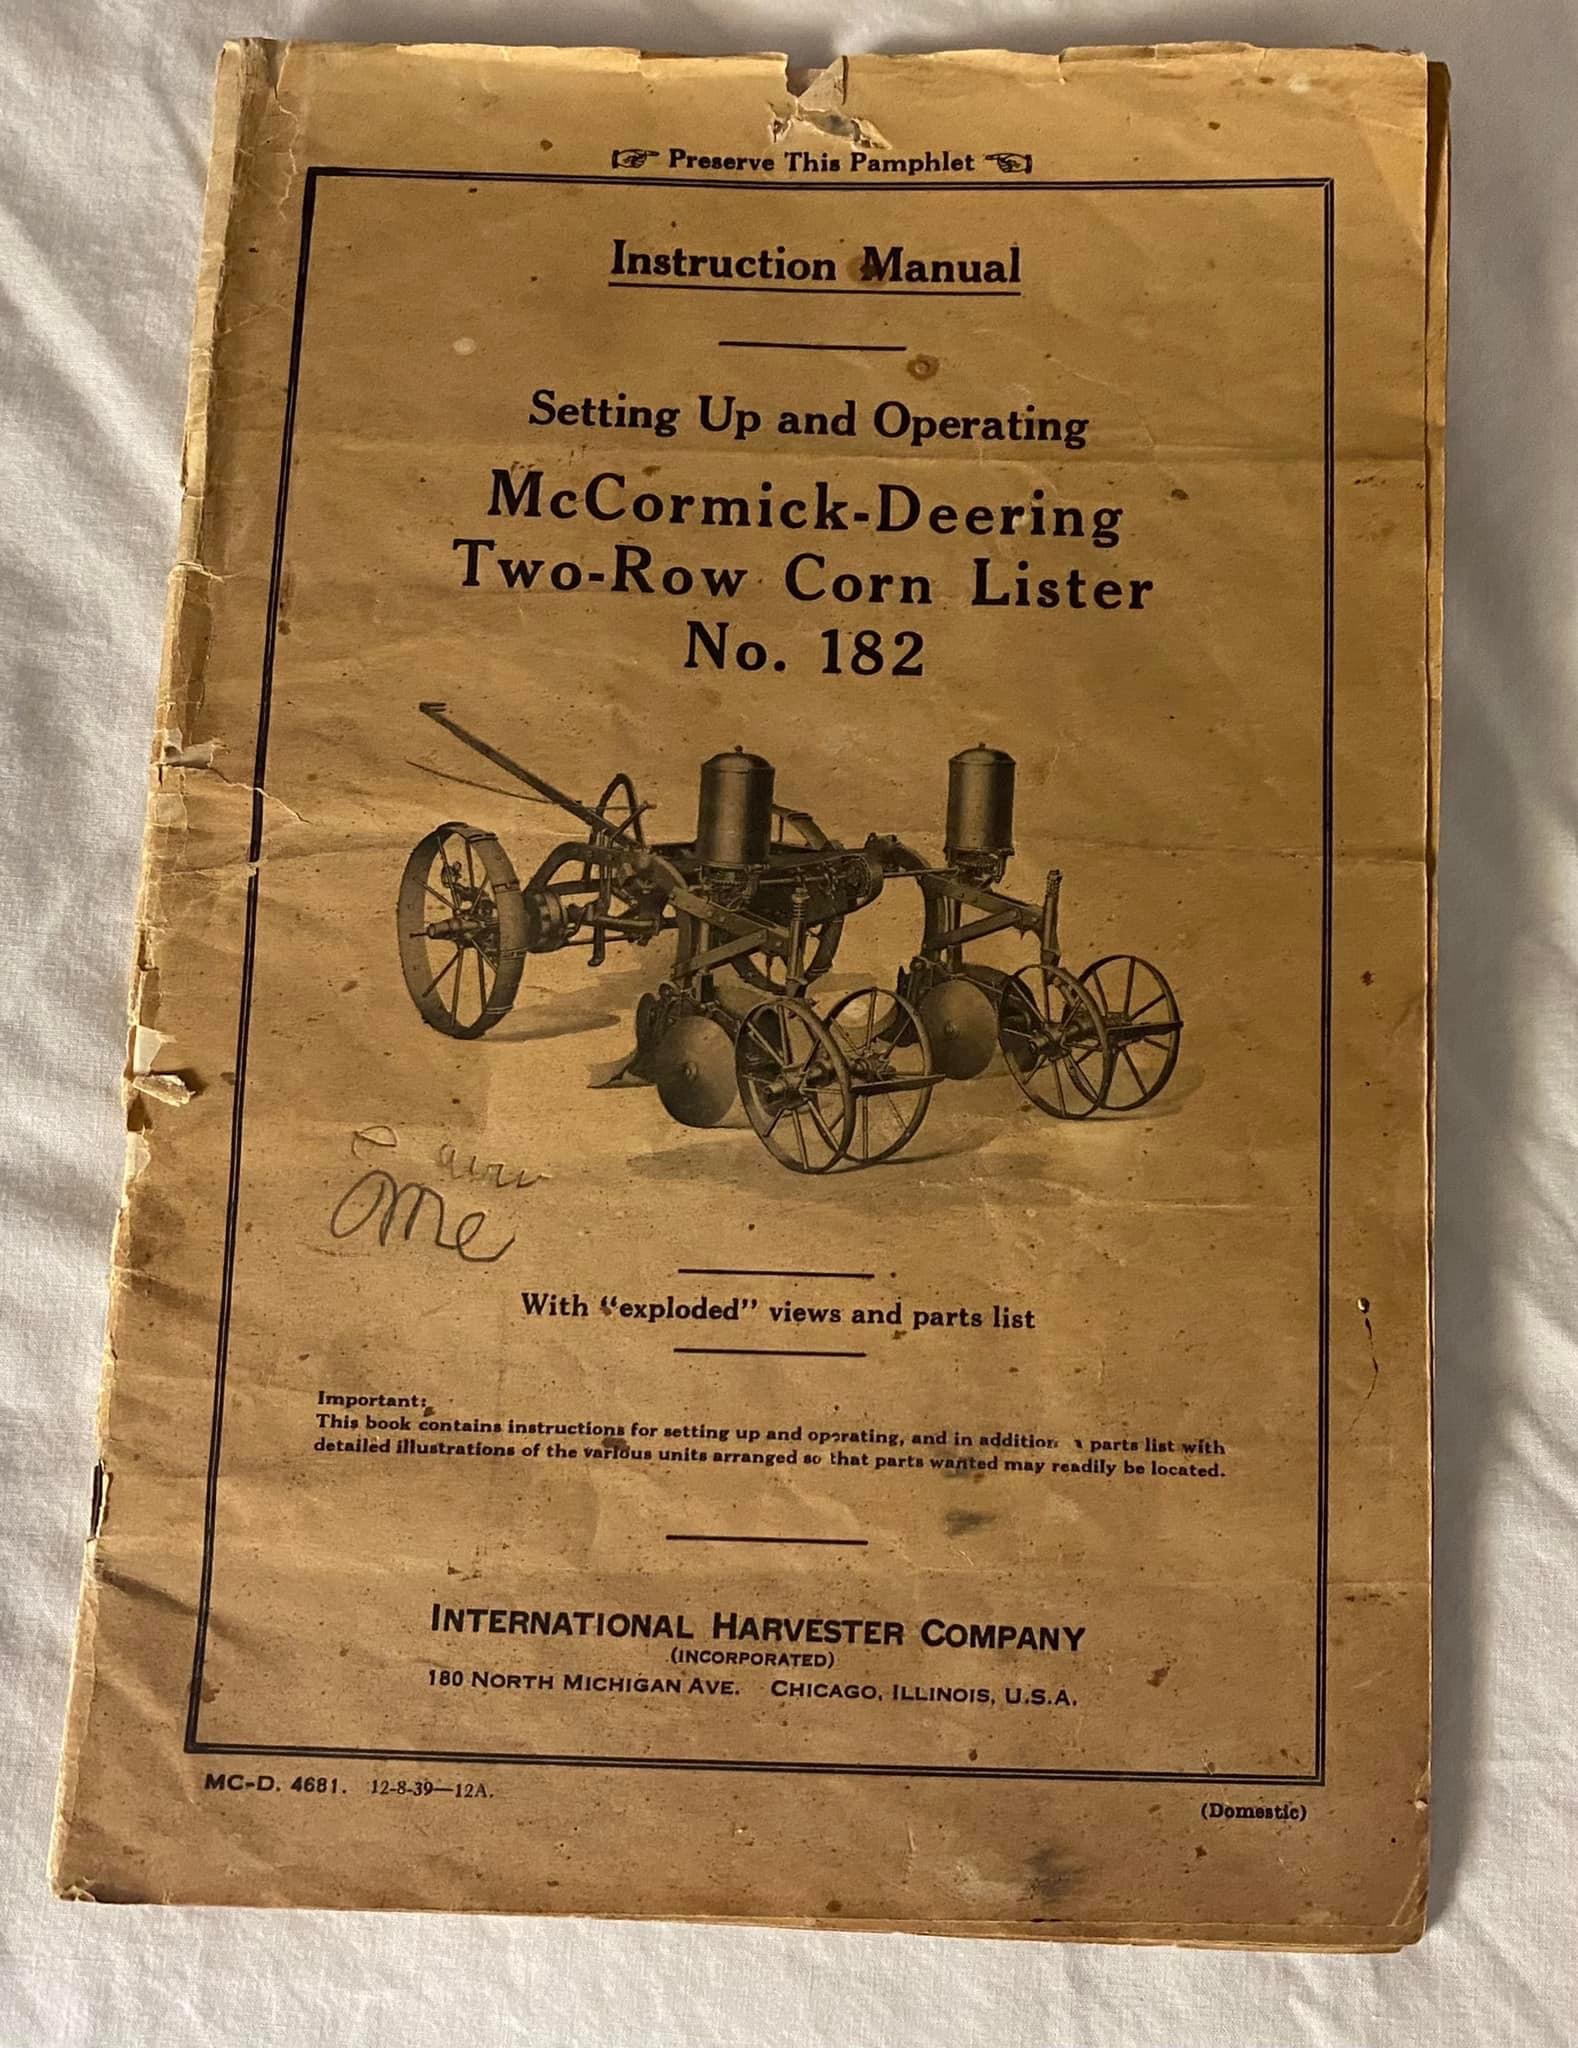 Preserve This Pamphlet
Instruction Manual
Setting Up and Operating
McCormick-Deering
Two-Row Corn Lister
No. 182
Me
With "exploded" views and parts list
Important:
This book contains instructions for setting up and operating, and in addition a parts list with
detailed illustrations of the various units arranged so that parts wanted may readily be located.
INTERNATIONAL HARVESTER COMPANY
(INCORPORATED)
180 NORTH MICHIGAN AVE. CHICAGO, ILLINOIS, U.S.A.
MC-D. 4681. 12-8-39—12A.
(Domestic)